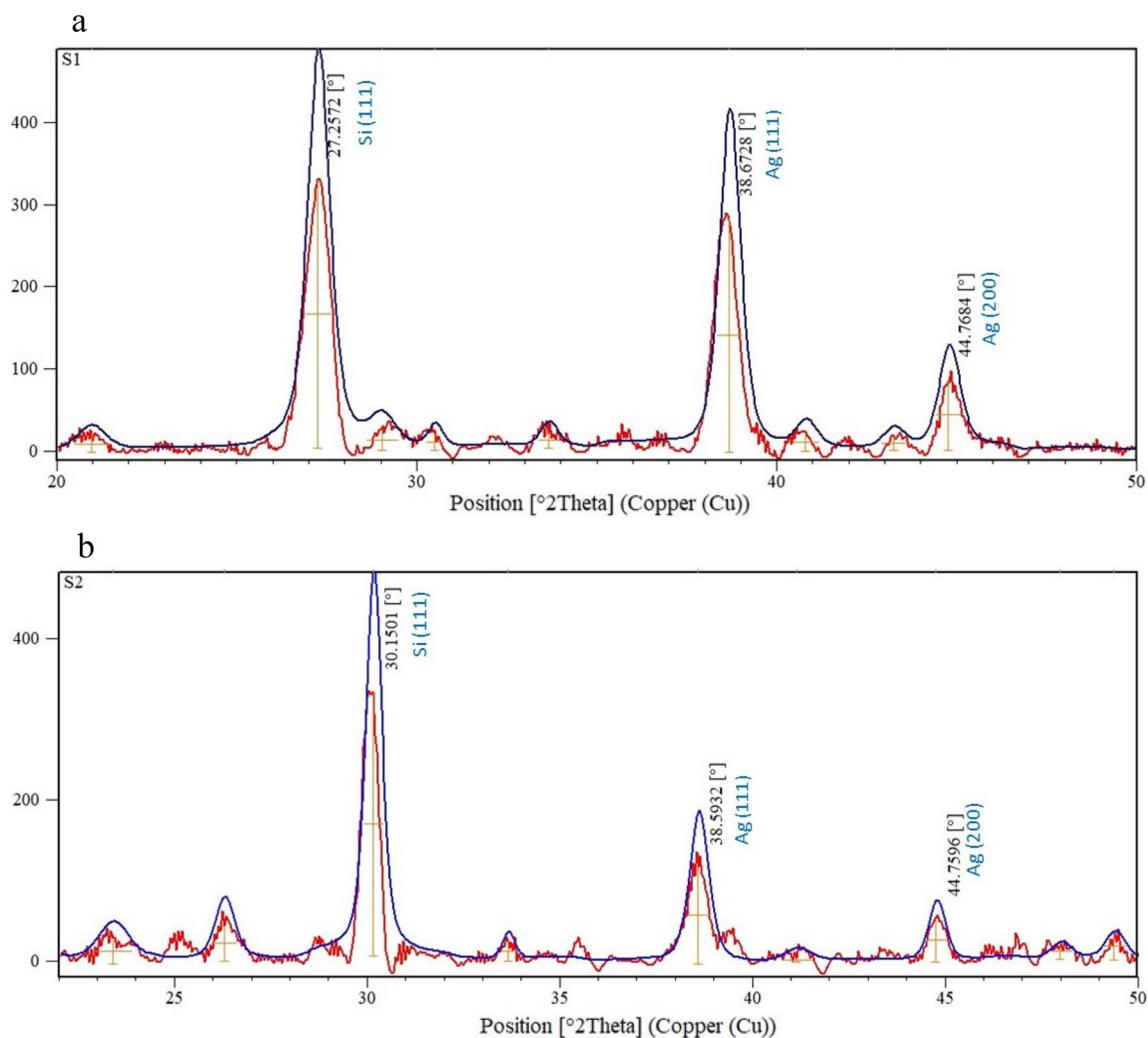 a
S1
27.2572 [°]
Si (111)
38.6728 [°]
Ag (111)
44.7684 [°]
Ag (200)
400
300
200
100
0
20
30
40
50
Position [°2Theta] (Copper (Cu))
b
S2
30.1501 [°]
Si (111)
38.5932 [°]
Ag (111)
44.7596 [°]
Ag (200)
400
200
0
25
30
35
40
45
50
Position [°2Theta] (Copper (Cu))